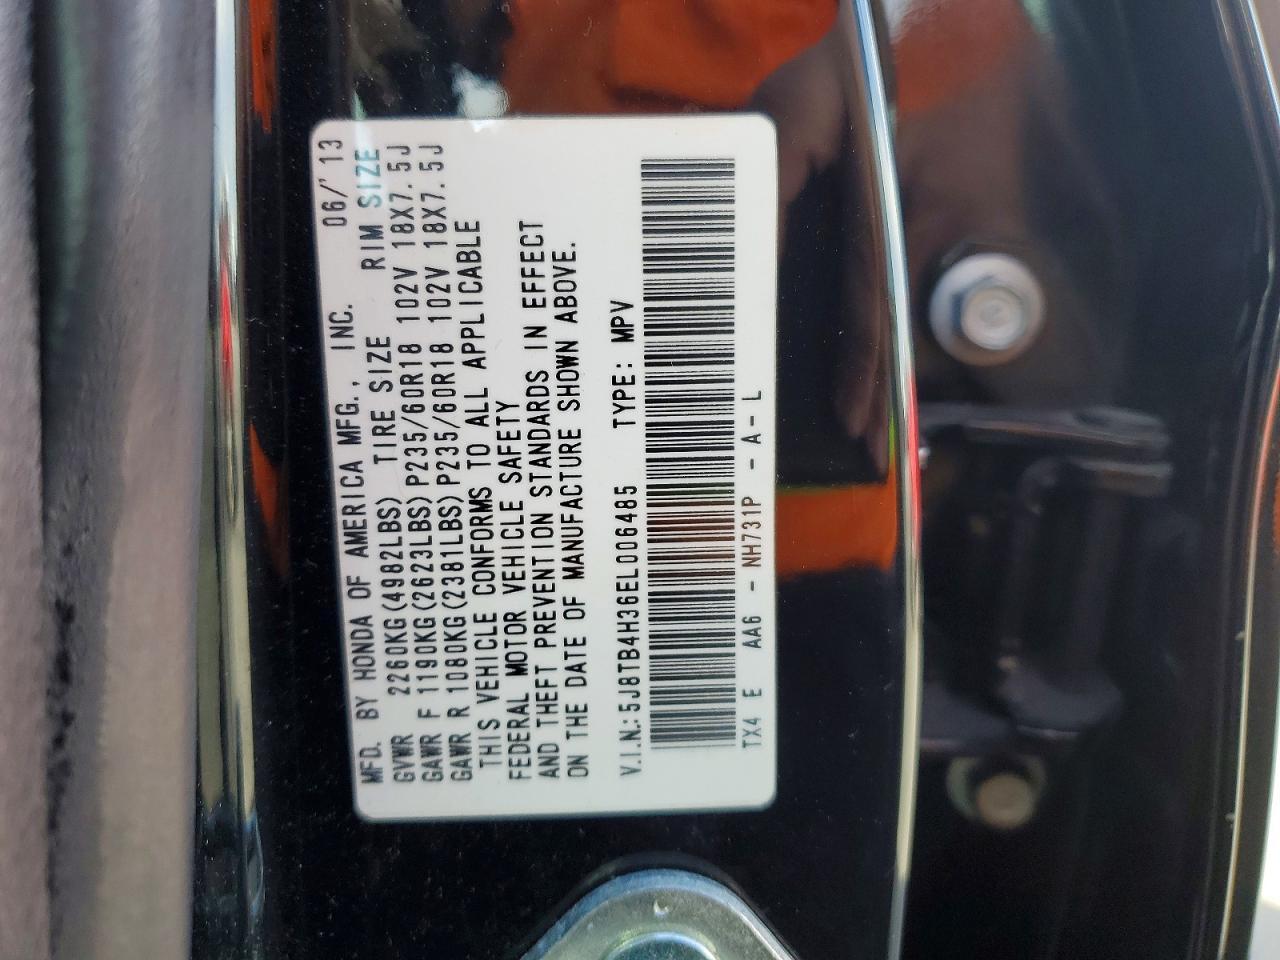 MFD. BY HONDA OF AMERICA MFG., INC. 06/'13
GVWR 2260KG(4982LBS) TIRE SIZE RIM SIZE
GAWR F 1190KG(2623LBS)P235/60R18 102V 18X7.5J
GAWR R 1080KG(2381LBS)P235/60R18 102V 18X7.5J
THIS VEHICLE CONFORMS TO ALL APPLICABLE
FEDERAL MOTOR VEHICLE SAFETY
AND THEFT PREVENTION STANDARDS IN EFFECT
ON THE DATE OF MANUFACTURE SHOWN ABOVE.
V.I.N.:5J8TB4H36EL006485 TYPE: MPV
TX4 E AA6 - NH731P - A - L